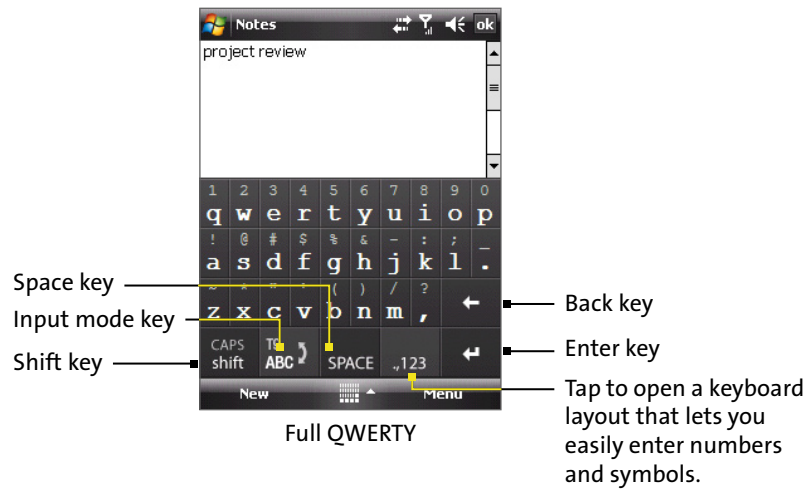 Notes
ok
project review
1 2 3 4 5 6 7 8 9 0
q w e r t y u i o p
! @ # $ % & - : ; _
a s d f g h j k l .
~ * " ' ( ) / ?
z x c v b n m ,
CAPS
shift
T9
ABC
SPACE
.,123
New
Menu
Space key
Input mode key
Shift key
Back key
Enter key
Tap to open a keyboard
layout that lets you
easily enter numbers
and symbols.
Full QWERTY